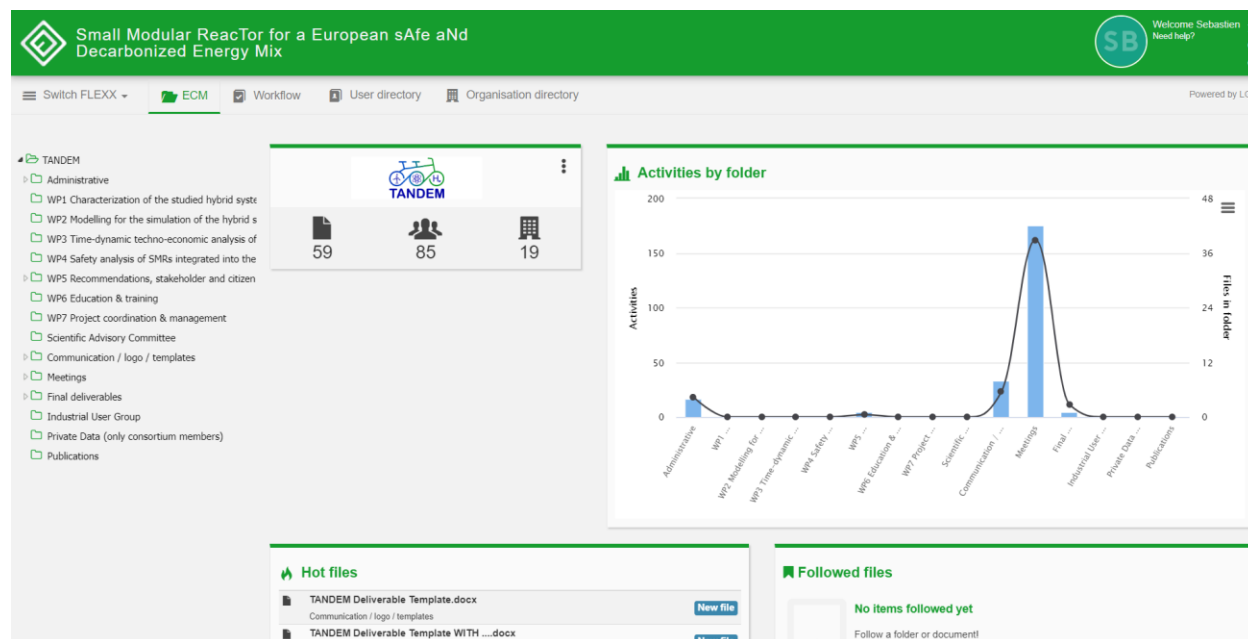 Small Modular ReacTor for a European sAfe aNd
Decarbonized Energy Mix
SB
Welcome Sebastien
Need help?
Switch FLEXX
ECM
Workflow
User directory
Organisation directory
Powered by LG
TANDEM
Administrative
WP1 Characterization of the studied hybrid syste
WP2 Modelling for the simulation of the hybrid s
WP3 Time-dynamic techno-economic analysis of
WP4 Safety analysis of SMRs integrated into the
WP5 Recommendations, stakeholder and citizen
WP6 Education & training
WP7 Project coordination & management
Scientific Advisory Committee
Communication / logo / templates
Meetings
Final deliverables
Industrial User Group
Private Data (only consortium members)
Publications
TANDEM
59
85
19
Activities by folder
200
150
100
50
0
Activities
48
36
24
12
0
Files in folder
Administrative
WP1 ...
WP2 Modelling for ...
WP3 Time-dynamic ...
WP4 Safety ...
WP5 ...
WP6 Education & ...
WP7 Project ...
Scientific ...
Communication / ...
Meetings
Final ...
Industrial User ...
Private Data ...
Publications
Hot files
TANDEM Deliverable Template.docx
New file
Communication / logo / templates
TANDEM Deliverable Template WITH ....docx
New file
Followed files
No items followed yet
Follow a folder or document!